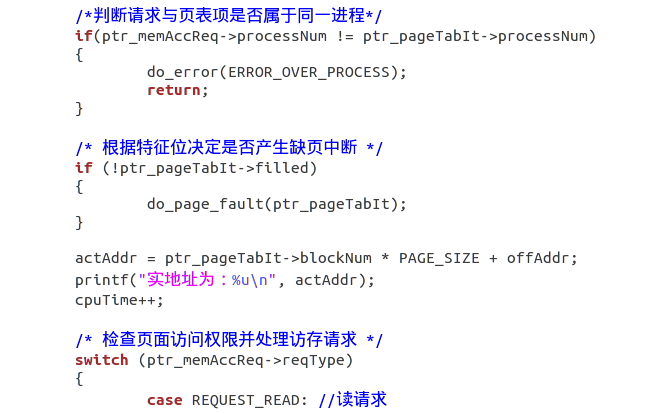 /*判断请求与页表项是否属于同一进程*/
if(ptr_memAccReq->processNum != ptr_pageTabIt->processNum)
{
do_error(ERROR_OVER_PROCESS);
return;
}
/* 根据特征位决定是否产生缺页中断 */
if (!ptr_pageTabIt->filled)
{
do_page_fault(ptr_pageTabIt);
}
actAddr = ptr_pageTabIt->blockNum * PAGE_SIZE + offAddr;
printf("实地址为：%u\n", actAddr);
cpuTime++;
/* 检查页面访问权限并处理访存请求 */
switch (ptr_memAccReq->reqType)
{
case REQUEST_READ: //读请求